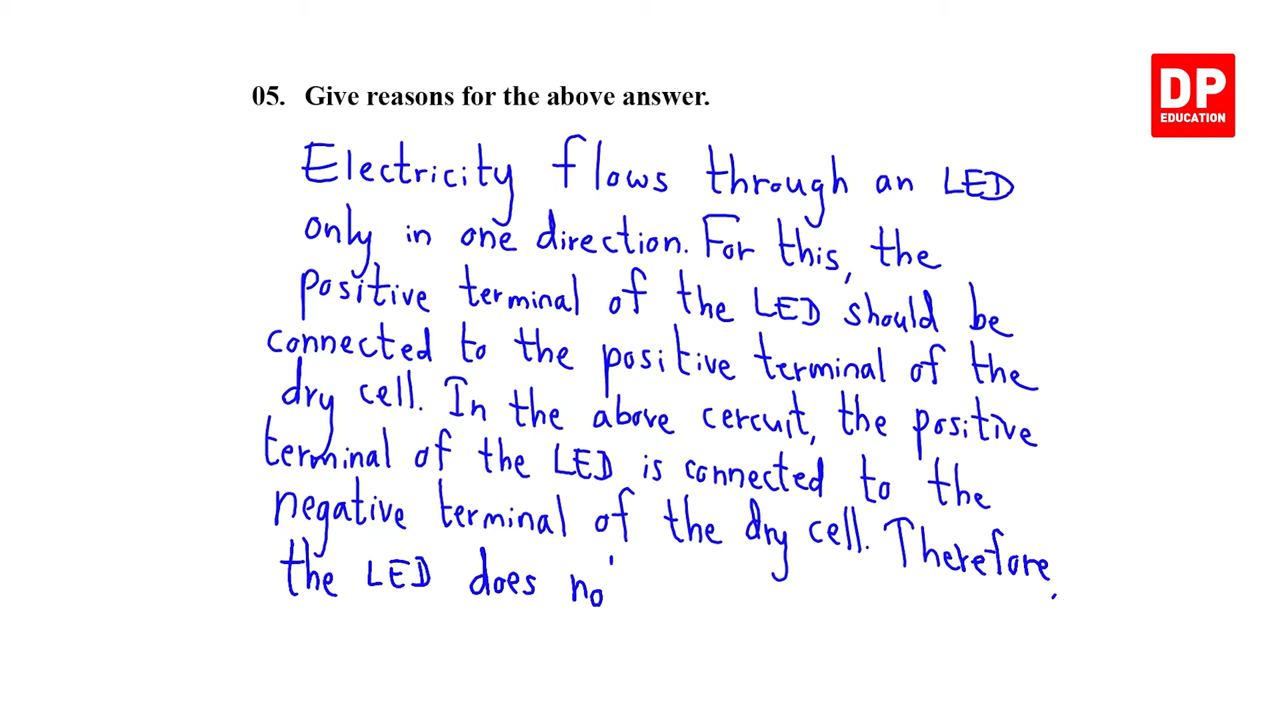 DP
EDUCATION
05. Give reasons for the above answer.
Electricity flows through an LED
only in one direction. For this, the
positive terminal of the LED should be
connected to the positive terminal of the
dry cell. In the above cercuit, the positive
terminal of the LED is connected to the
negative terminal of the dry cell. Therefore,
the LED does no